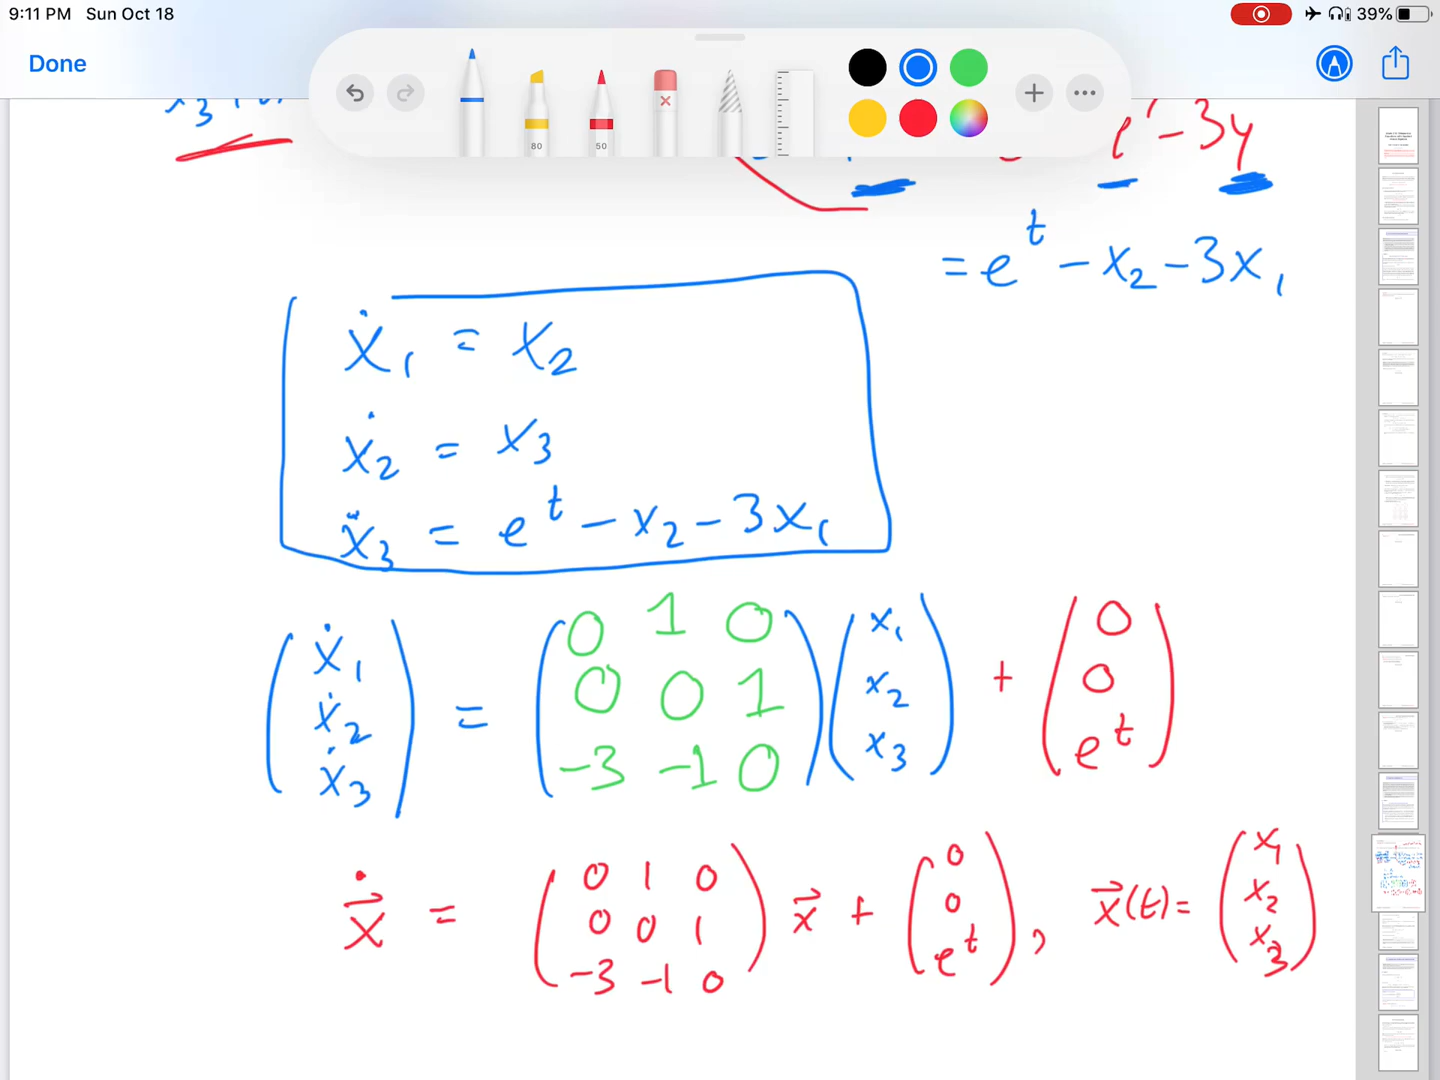 9:11 PM Sun Oct 18 39%
Done
80 50
x₃
- 3y
= e^t - x₂ - 3x₁
ẋ₁ = x₂
ẋ₂ = x₃
ẋ₃ = e^t - x₂ - 3x₁
ẋ₁ 0 1 0 x₁ 0
ẋ₂ = 0 0 1 x₂ + 0
ẋ₃ -3 -1 0 x₃ e^t
0 1 0 0 x₁
x⃗̇ = 0 0 1 x⃗ + 0 , x⃗(t) = x₂
-3 -1 0 e^t x₃